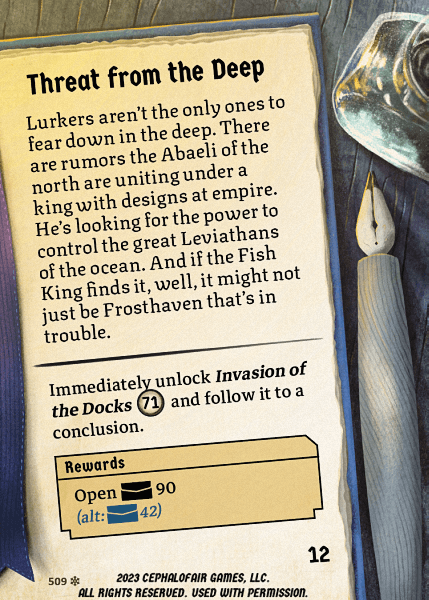 Threat from the Deep
Lurkers aren't the only ones to
fear down in the deep. There
are rumors the Abaeli of the
north are uniting under a
king with designs at empire.
He's looking for the power to
control the great Leviathans
of the ocean. And if the Fish
King finds it, well, it might not
just be Frosthaven that's in
trouble.
Immediately unlock Invasion of
the Docks 71 and follow it to a
conclusion.
Rewards
Open 90
(alt: 42)
12
509
2023 CEPHALOFAIR GAMES, LLC.
ALL RIGHTS RESERVED. USED WITH PERMISSION.